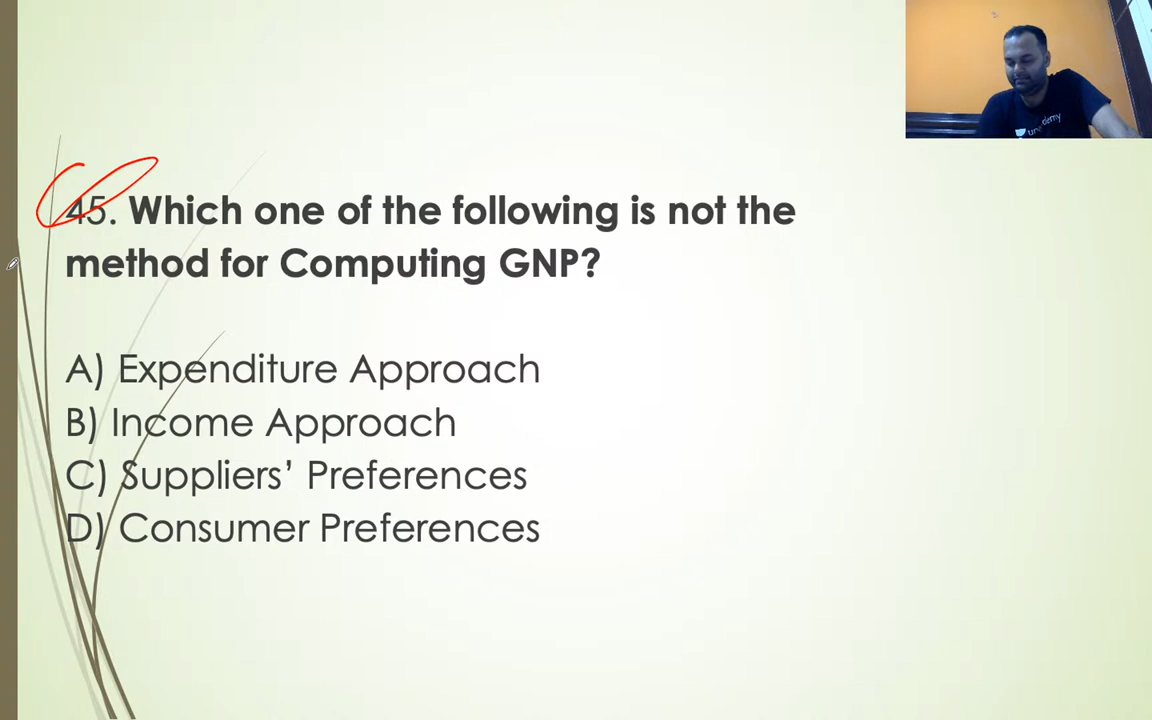 45. Which one of the following is not the
method for Computing GNP?
A) Expenditure Approach
B) Income Approach
C) Suppliers’ Preferences
D) Consumer Preferences